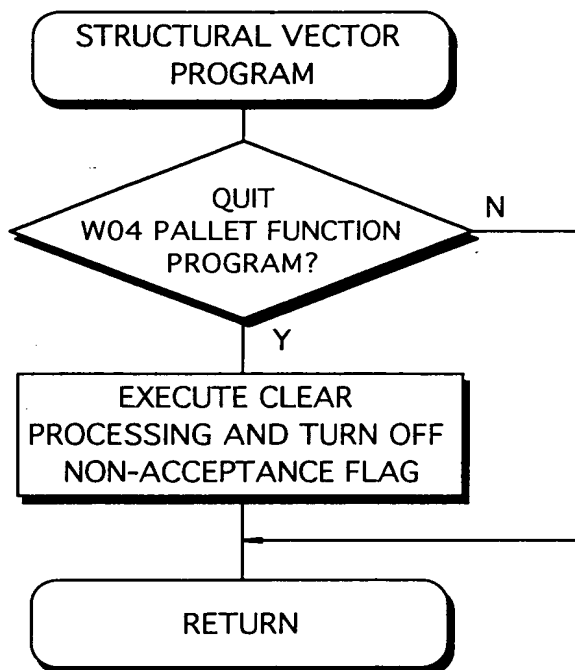 STRUCTURAL VECTOR
PROGRAM
QUIT
W04 PALLET FUNCTION
PROGRAM?
N
Y
EXECUTE CLEAR
PROCESSING AND TURN OFF
NON-ACCEPTANCE FLAG
RETURN